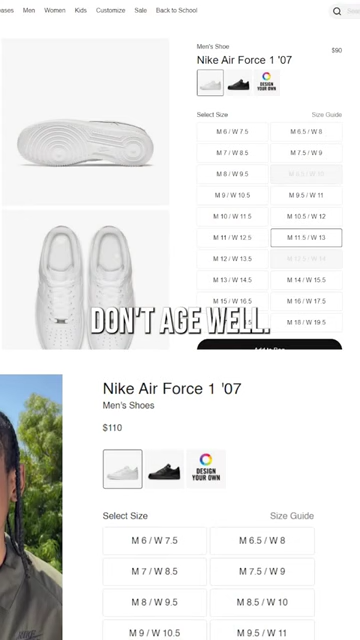 Men Women Kids Customize Sale Back to School
Men's Shoe
$90
Nike Air Force 1 '07
DESIGN
YOUR OWN
Select Size Size Guide
M 6 / W 7.5 M 6.5 / W 8
M 7 / W 8.5 M 7.5 / W 9
M 8 / W 9.5
M 9 / W 10.5 M 9.5 / W 11
M 10 / W 11.5 M 10.5 / W 12
M 11 / W 12.5 M 11.5 / W 13
M 12 / W 13.5
M 13 / W 14.5 M 14 / W 15.5
M 15 / W 16.5 M 16 / W 17.5
M 18 / W 19.5
DON'T AGE WELL.
Nike Air Force 1 '07
Men's Shoes
$110
DESIGN
YOUR OWN
Select Size Size Guide
M 6 / W 7.5 M 6.5 / W 8
M 7 / W 8.5 M 7.5 / W 9
M 8 / W 9.5 M 8.5 / W 10
M 9 / W 10.5 M 9.5 / W 11